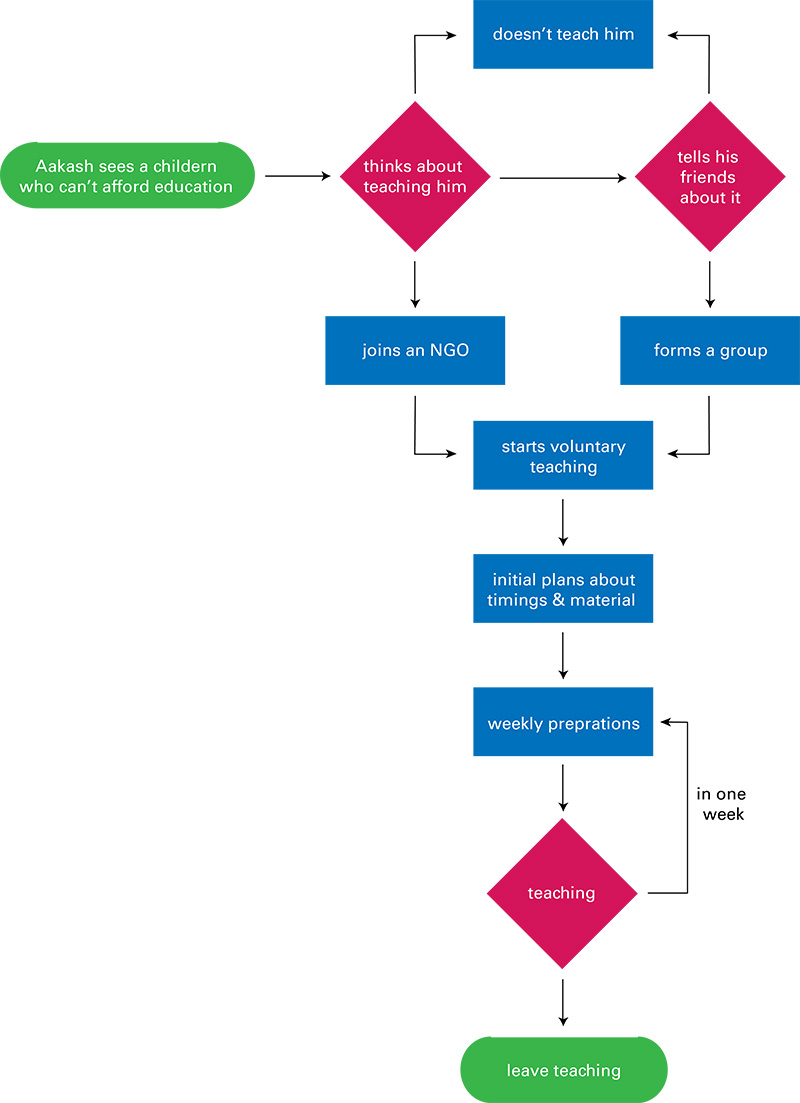 doesn't teach him
Aakash sees a childern
who can't afford education
thinks about
teaching him
tells his
friends
about it
joins an NGO
forms a group
starts voluntary
teaching
initial plans about
timings & material
weekly preprations
in one
week
teaching
leave teaching